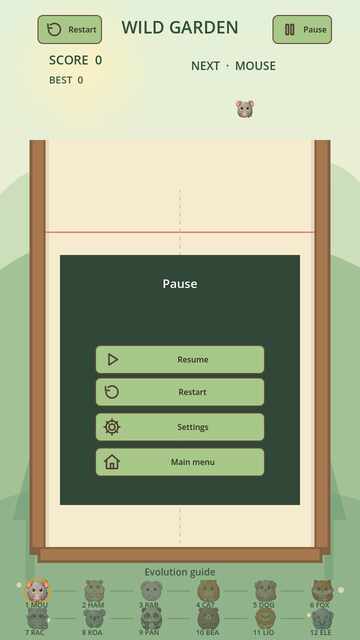 Restart
WILD GARDEN
Pause
SCORE 0
NEXT · MOUSE
BEST 0
Pause
Resume
Restart
Settings
Main menu
Evolution guide
1 MOU
2 HAM
3 RAB
4 CAT
5 DOG
6 FOX
7 RAC
8 KOA
9 PAN
10 BEA
11 LIO
12 ELE